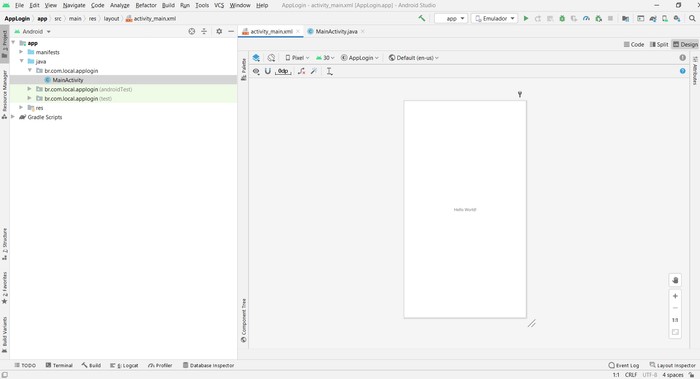 File Edit View Navigate Code Analyze Refactor Build Run Tools VCS Window Help AppLogin - activity_main.xml [AppLogin.app] - Android Studio
AppLogin app src main res layout activity_main.xml app Emulador
1: Project
Resource Manager
Z: Structure
2: Favorites
Build Variants
Android
app
manifests
java
br.com.local.applogin
MainActivity
br.com.local.applogin (androidTest)
br.com.local.applogin (test)
res
Gradle Scripts
activity_main.xml MainActivity.java
Code Split Design
Pixel 30 AppLogin Default (en-us)
0dp
Palette
Attributes
Hello World!
1:1
Component Tree
TODO Terminal Build 6: Logcat Profiler Database Inspector Event Log Layout Inspector
1:1 CRLF UTF-8 4 spaces